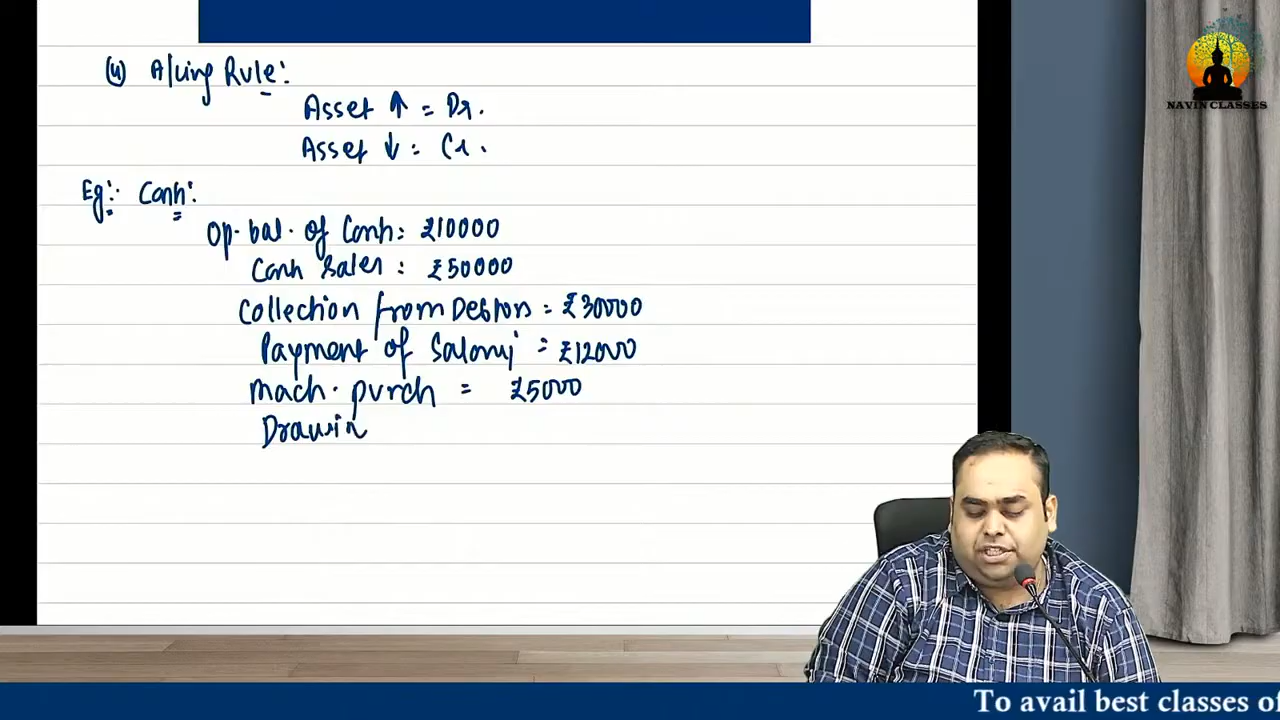 (4) A/cing Rule:
Asset ↑ = Dr.
Asset ↓ = Cr.
Eg:- Cash:
Op. bal. of Cash = ₹10000
Cash Sales = ₹50000
Collection from Debtors = ₹30000
Payment of Salary = ₹12000
Mach. purch = ₹5000
Drawin
NAVIN CLASSES
To avail best classes of